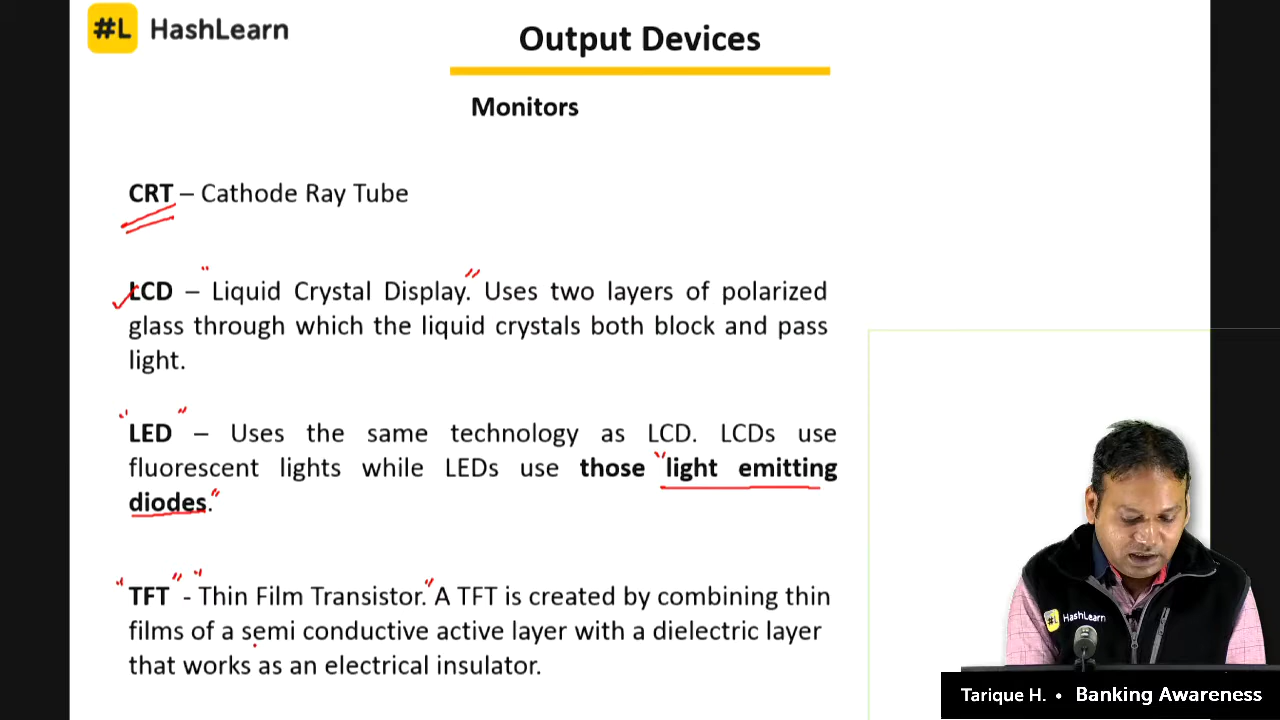 #L HashLearn
Output Devices
Monitors
CRT – Cathode Ray Tube
LCD – "Liquid Crystal Display." Uses two layers of polarized
glass through which the liquid crystals both block and pass
light.
"LED" – Uses the same technology as LCD. LCDs use
fluorescent lights while LEDs use those "light emitting
diodes."
"TFT" - "Thin Film Transistor." A TFT is created by combining thin
films of a semi conductive active layer with a dielectric layer
that works as an electrical insulator.
#L HashLearn
Tarique H. • Banking Awareness